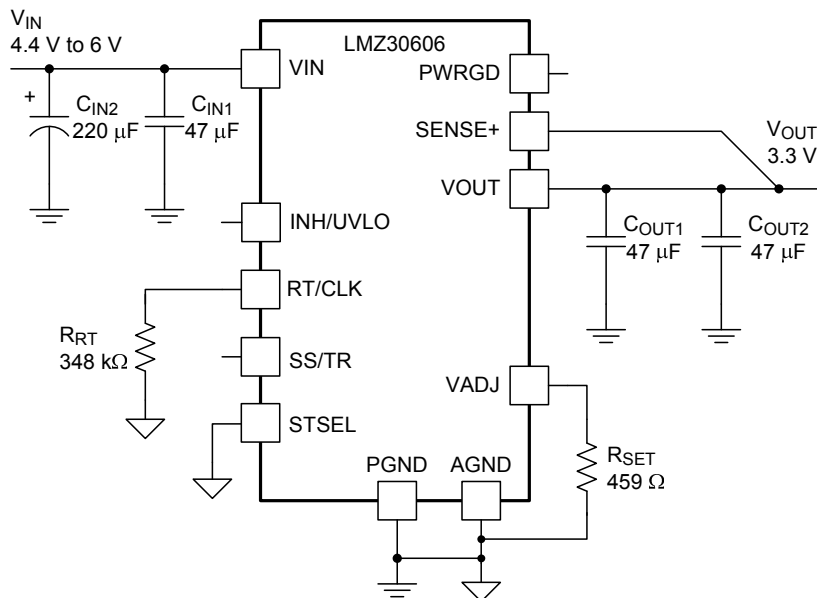 V_IN
4.4 V to 6 V
LMZ30606
VIN
PWRGD
+
C_IN2
220 μF
C_IN1
47 μF
SENSE+
V_OUT
3.3 V
VOUT
INH/UVLO
C_OUT1
47 μF
C_OUT2
47 μF
RT/CLK
R_RT
348 kΩ
SS/TR
VADJ
STSEL
PGND
AGND
R_SET
459 Ω